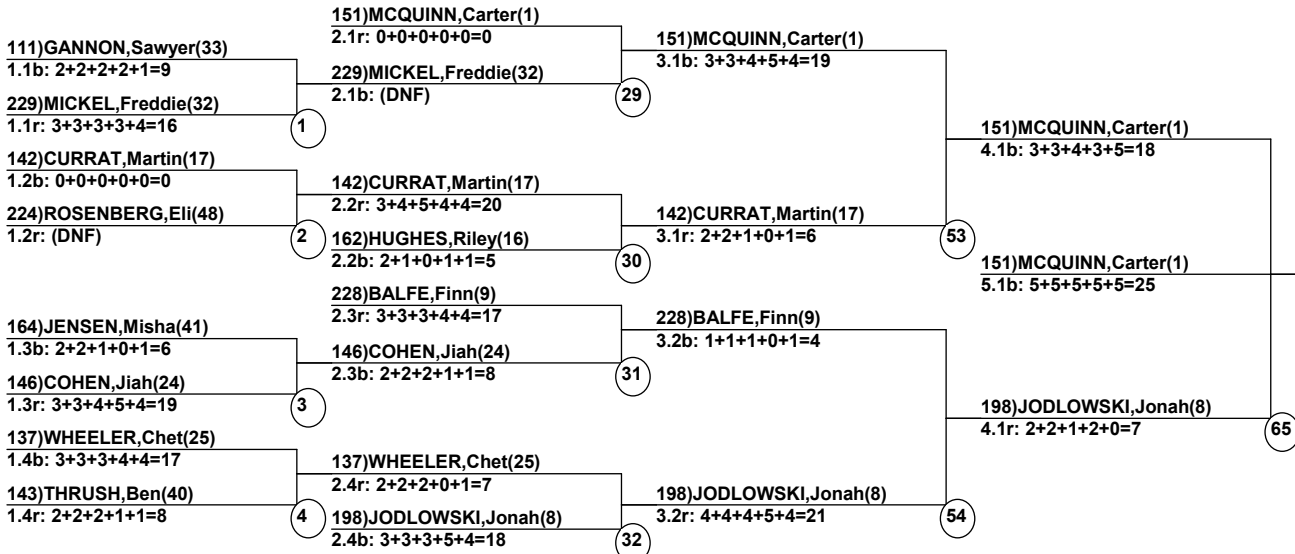 111)GANNON,Sawyer(33)
1.1b: 2+2+2+2+1=9
229)MICKEL,Freddie(32)
1.1r: 3+3+3+3+4=16
1
142)CURRAT,Martin(17)
1.2b: 0+0+0+0+0=0
224)ROSENBERG,Eli(48)
1.2r: (DNF)
2
164)JENSEN,Misha(41)
1.3b: 2+2+1+0+1=6
146)COHEN,Jiah(24)
1.3r: 3+3+4+5+4=19
3
137)WHEELER,Chet(25)
1.4b: 3+3+3+4+4=17
143)THRUSH,Ben(40)
1.4r: 2+2+2+1+1=8
4
151)MCQUINN,Carter(1)
2.1r: 0+0+0+0+0=0
229)MICKEL,Freddie(32)
2.1b: (DNF)
29
142)CURRAT,Martin(17)
2.2r: 3+4+5+4+4=20
162)HUGHES,Riley(16)
2.2b: 2+1+0+1+1=5
30
228)BALFE,Finn(9)
2.3r: 3+3+3+4+4=17
146)COHEN,Jiah(24)
2.3b: 2+2+2+1+1=8
31
137)WHEELER,Chet(25)
2.4r: 2+2+2+0+1=7
198)JODLOWSKI,Jonah(8)
2.4b: 3+3+3+5+4=18
32
151)MCQUINN,Carter(1)
3.1b: 3+3+4+5+4=19
142)CURRAT,Martin(17)
3.1r: 2+2+1+0+1=6
53
228)BALFE,Finn(9)
3.2b: 1+1+1+0+1=4
198)JODLOWSKI,Jonah(8)
3.2r: 4+4+4+5+4=21
54
151)MCQUINN,Carter(1)
4.1b: 3+3+4+3+5=18
151)MCQUINN,Carter(1)
5.1b: 5+5+5+5+5=25
198)JODLOWSKI,Jonah(8)
4.1r: 2+2+1+2+0=7
65